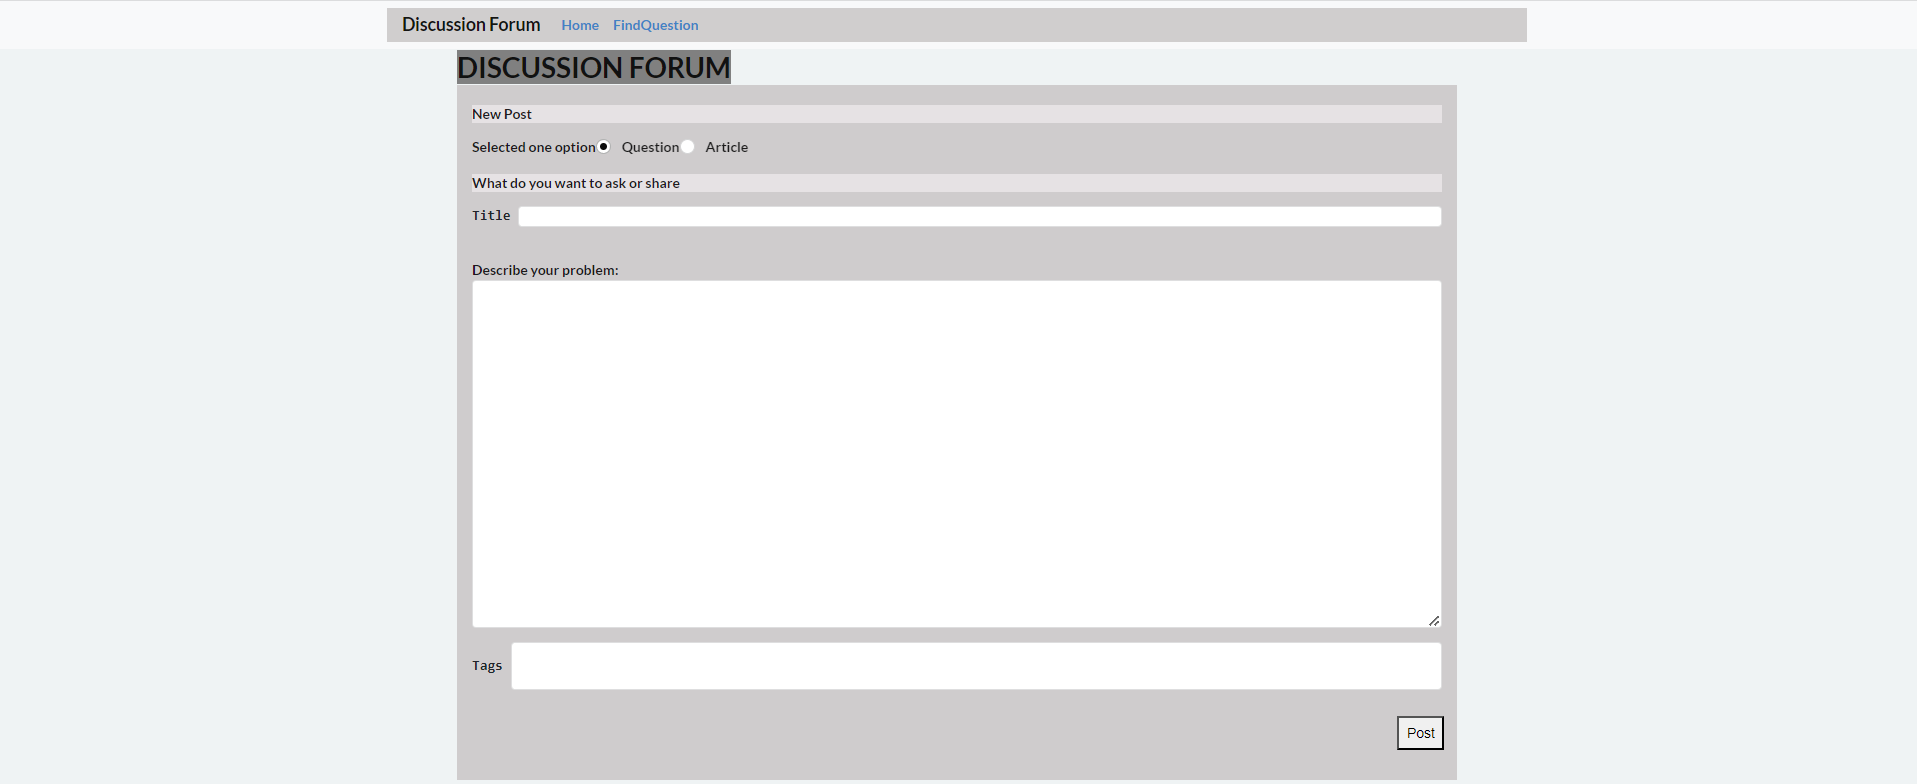 Discussion Forum Home FindQuestion
DISCUSSION FORUM
New Post
Selected one option Question Article
What do you want to ask or share
Title
Describe your problem:
Tags
Post